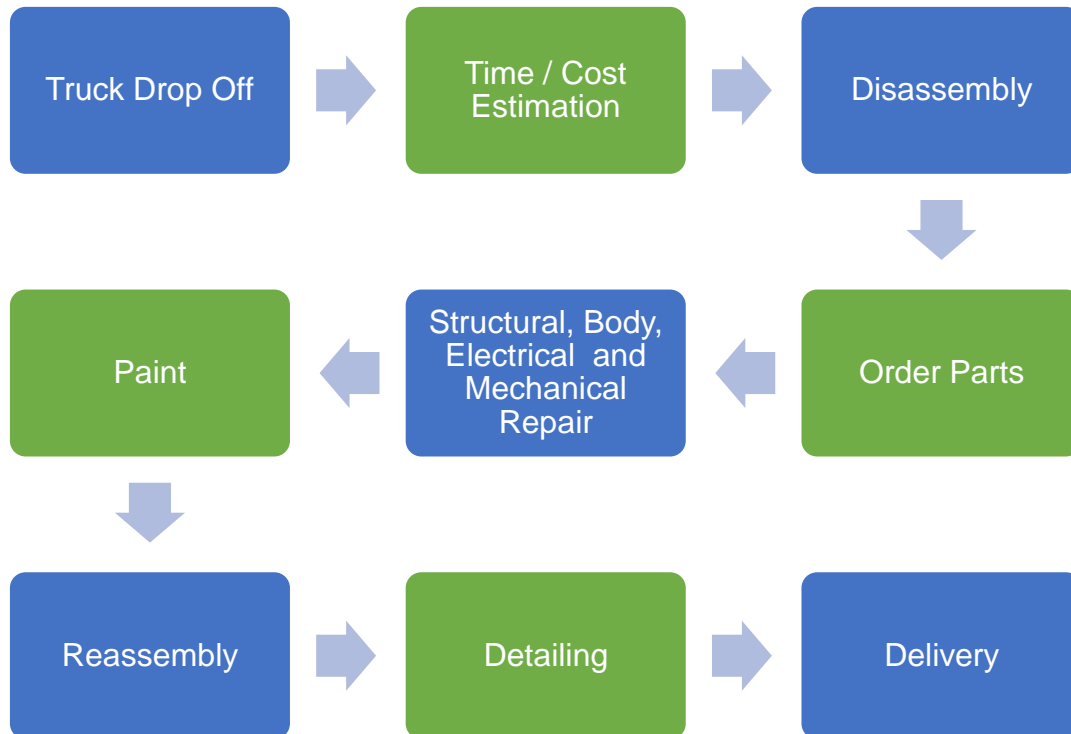 Truck Drop Off
Time / Cost
Estimation
Disassembly
Order Parts
Structural, Body,
Electrical and
Mechanical
Repair
Paint
Reassembly
Detailing
Delivery